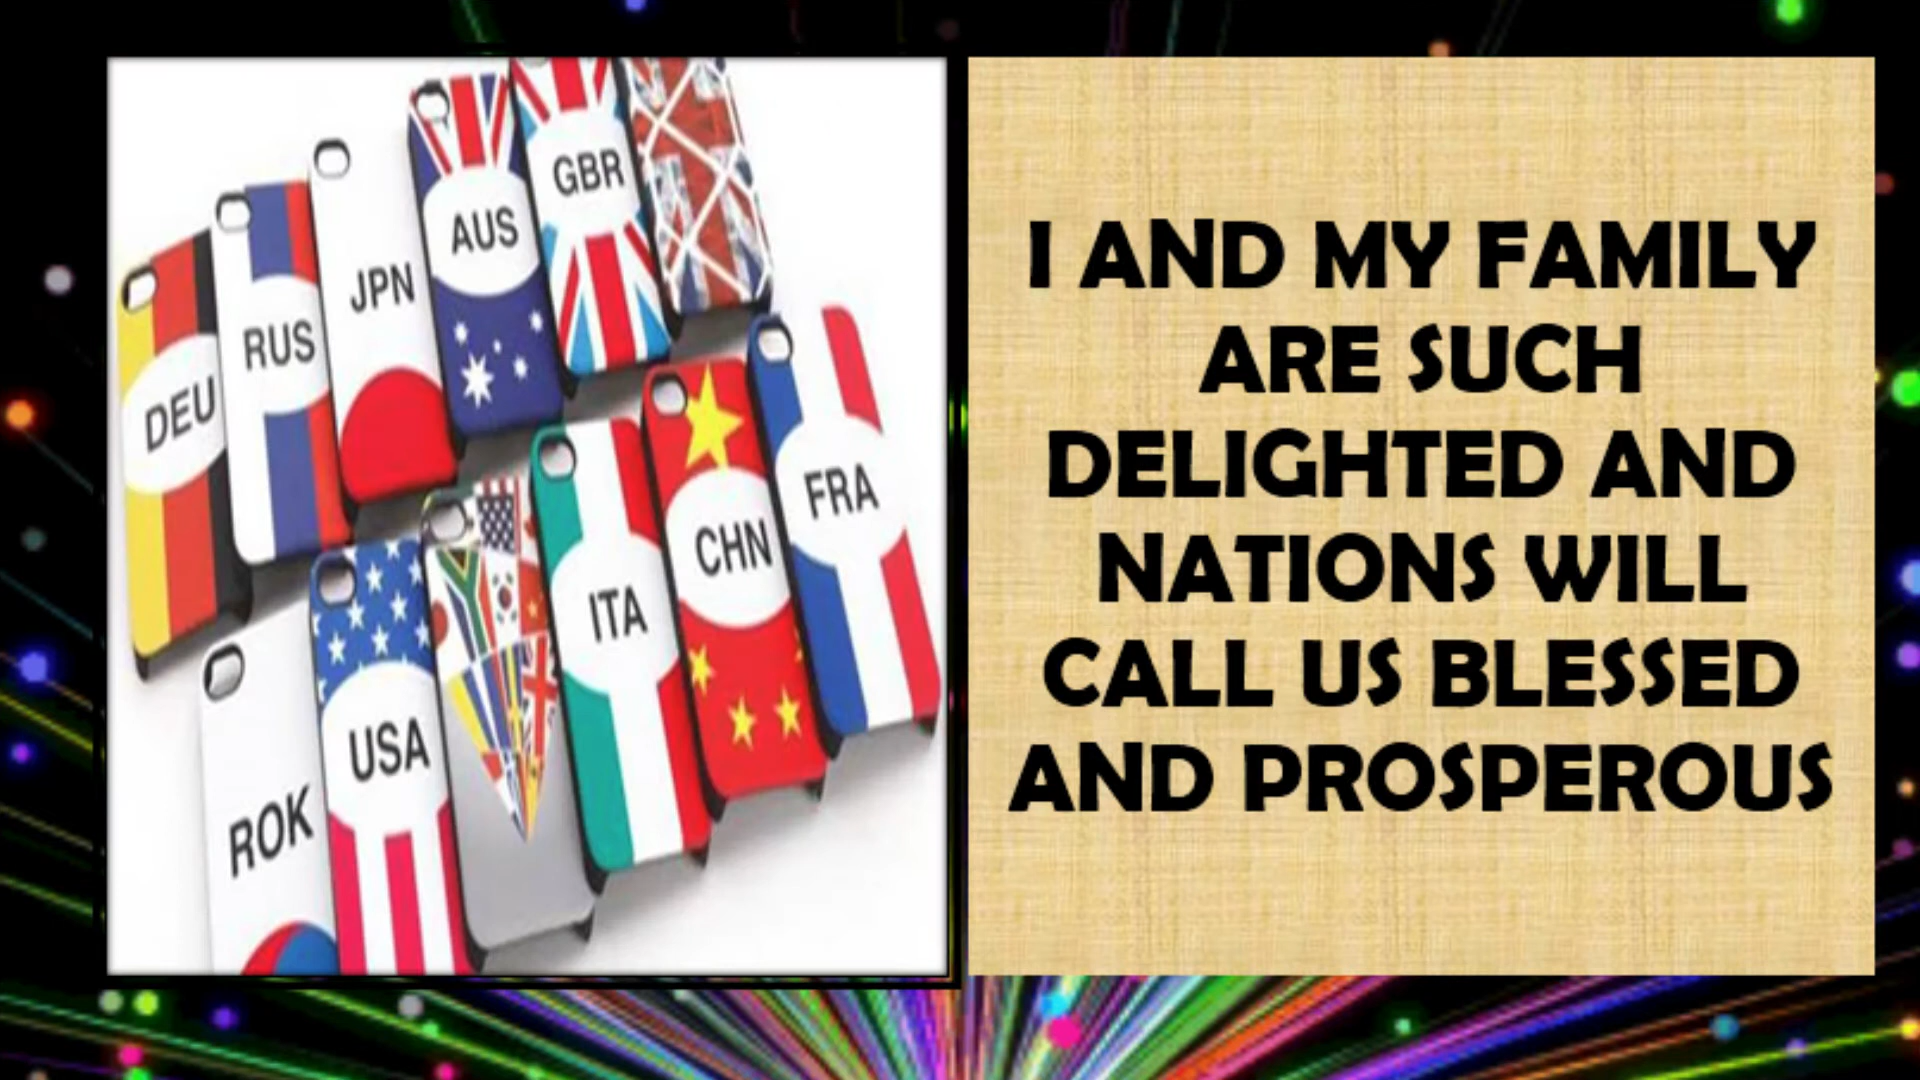 GBR
AUS
JPN
RUS
DEU
FRA
CHN
ITA
USA
ROK
I AND MY FAMILY
ARE SUCH
DELIGHTED AND
NATIONS WILL
CALL US BLESSED
AND PROSPEROUS